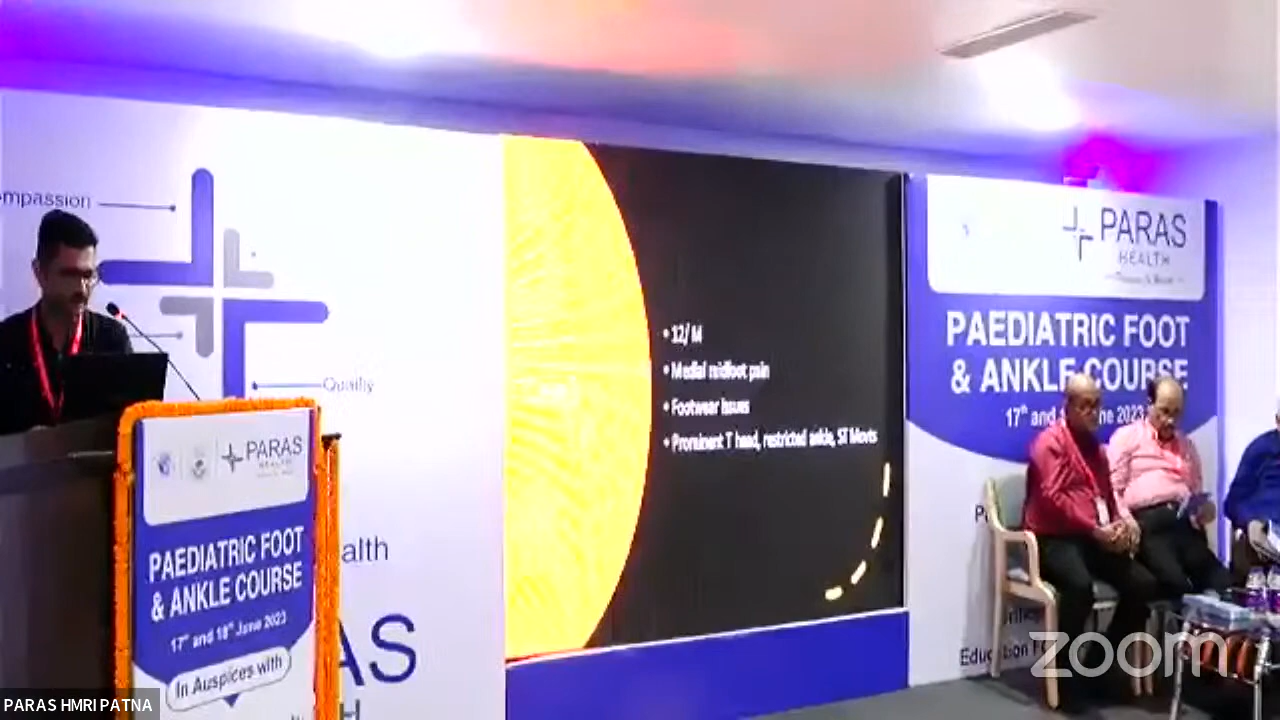 ompassion
Quality
alth
AS
H
PARAS
HEALTH
PAEDIATRIC FOOT
& ANKLE COURSE
17th and 18th June 2023
In Auspices with
• 12/ M
• Medial midfoot pain
• Footwear issues
• Prominent T head, restricted ankle, ST Movts
PARAS
HEALTH
PAEDIATRIC FOOT
& ANKLE COURSE
17th and 1 June 2023
zoom
PARAS HMRI PATNA